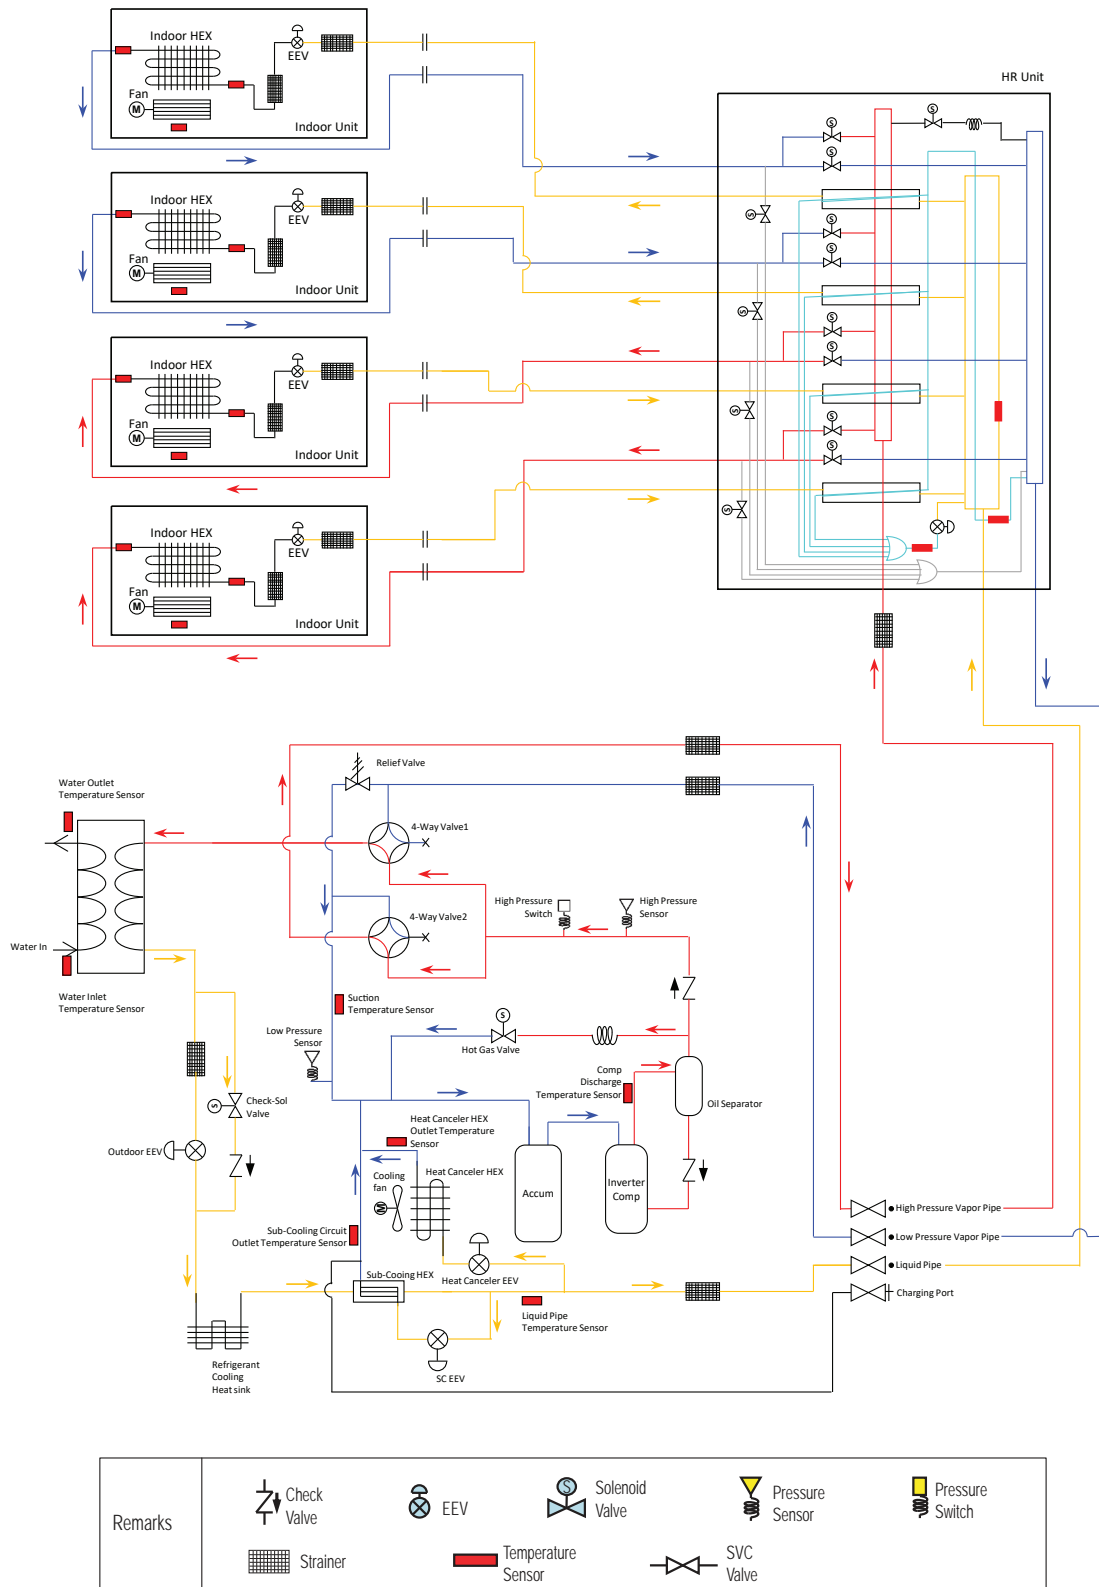 Indoor HEX
EEV
Fan
M
Indoor Unit
Indoor HEX
EEV
Fan
M
Indoor Unit
Indoor HEX
EEV
Fan
M
Indoor Unit
Indoor HEX
EEV
Fan
M
Indoor Unit
HR Unit
S
S
S
S
S
S
S
S
S
S
S
S
S
Relief Valve
Water Outlet
Temperature Sensor
4-Way Valve1
High Pressure
Switch
High Pressure
Sensor
4-Way Valve2
Water In
Water Inlet
Temperature Sensor
Suction
Temperature Sensor
Low Pressure
Sensor
S
Hot Gas Valve
Comp
Discharge
Temperature Sensor
Oil Separator
S
Check-Sol
Valve
Heat Canceler HEX
Outlet Temperature
Sensor
Outdoor EEV
Cooling
fan
M
Heat Canceler HEX
Accum
Inverter
Comp
Sub-Cooling Circuit
Outlet Temperature Sensor
High Pressure Vapor Pipe
Low Pressure Vapor Pipe
Liquid Pipe
Charging Port
Sub-Cooing HEX
Heat Canceler EEV
Liquid Pipe
Temperature Sensor
SC EEV
Refrigerant
Cooling
Heat sink
Remarks
Check
Valve
EEV
S
Solenoid
Valve
Pressure
Sensor
Pressure
Switch
Strainer
Temperature
Sensor
SVC
Valve